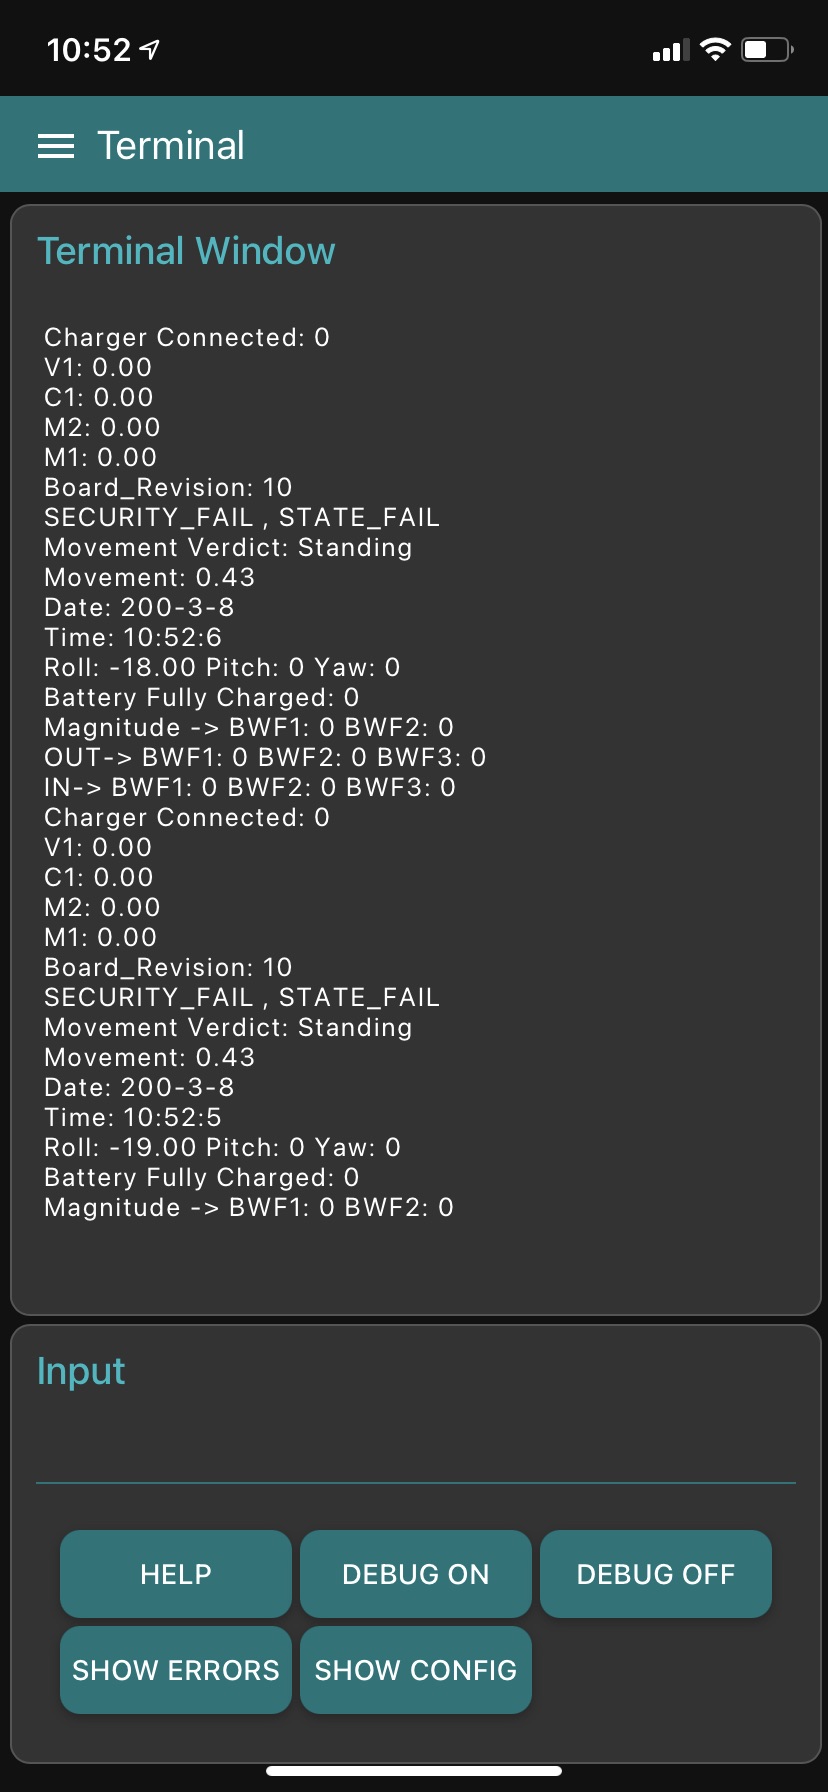 10:52
Terminal
Terminal Window
Charger Connected: 0
V1: 0.00
C1: 0.00
M2: 0.00
M1: 0.00
Board_Revision: 10
SECURITY_FAIL , STATE_FAIL
Movement Verdict: Standing
Movement: 0.43
Date: 200-3-8
Time: 10:52:6
Roll: -18.00 Pitch: 0 Yaw: 0
Battery Fully Charged: 0
Magnitude -> BWF1: 0 BWF2: 0
OUT-> BWF1: 0 BWF2: 0 BWF3: 0
IN-> BWF1: 0 BWF2: 0 BWF3: 0
Charger Connected: 0
V1: 0.00
C1: 0.00
M2: 0.00
M1: 0.00
Board_Revision: 10
SECURITY_FAIL , STATE_FAIL
Movement Verdict: Standing
Movement: 0.43
Date: 200-3-8
Time: 10:52:5
Roll: -19.00 Pitch: 0 Yaw: 0
Battery Fully Charged: 0
Magnitude -> BWF1: 0 BWF2: 0
Input
HELP DEBUG ON DEBUG OFF
SHOW ERRORS SHOW CONFIG